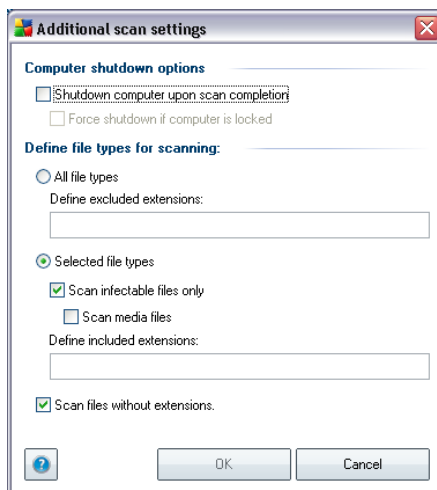 Additional scan settings
Computer shutdown options
Shutdown computer upon scan completion
Force shutdown if computer is locked
Define file types for scanning:
All file types
Define excluded extensions:
Selected file types
Scan infectable files only
Scan media files
Define included extensions:
Scan files without extensions.
?
OK
Cancel